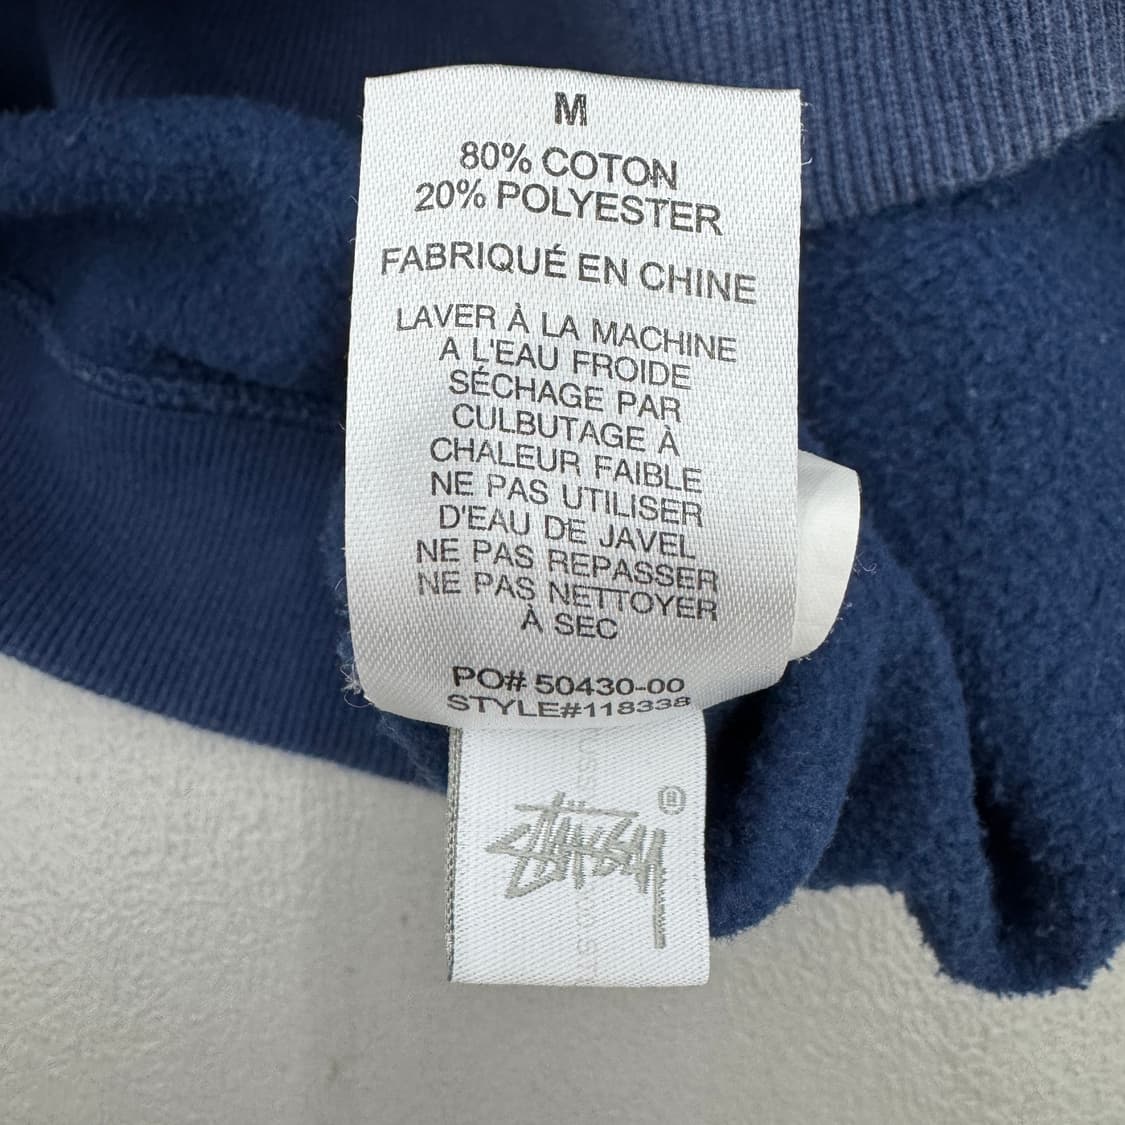 M
80% COTON
20% POLYESTER
FABRIQUÉ EN CHINE
LAVER À LA MACHINE
A L'EAU FROIDE
SÉCHAGE PAR
CULBUTAGE À
CHALEUR FAIBLE
NE PAS UTILISER
D'EAU DE JAVEL
NE PAS REPASSER
NE PAS NETTOYER
À SEC
PO# 50430-00
STYLE#118338
®
Stüssy